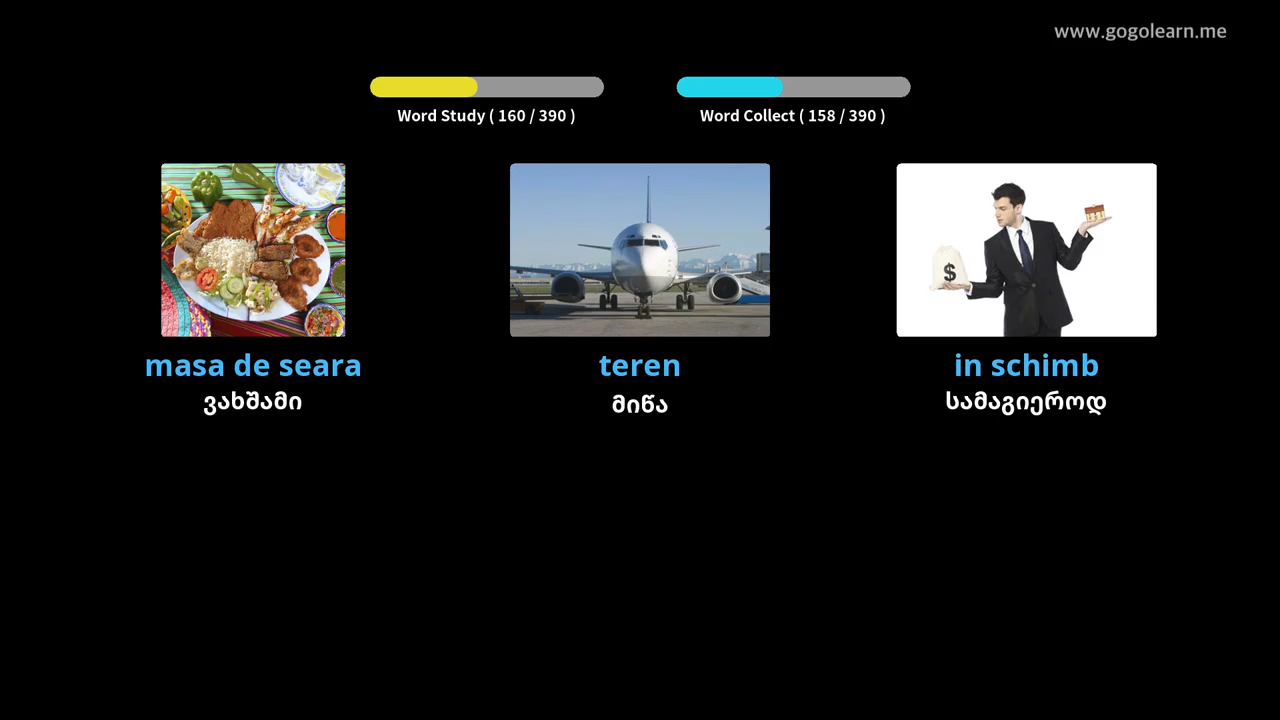 www.gogolearn.me
Word Study ( 160 / 390 )
Word Collect ( 158 / 390 )
$
masa de seara
teren
in schimb
ვახშამი
მიწა
სამაგიეროდ